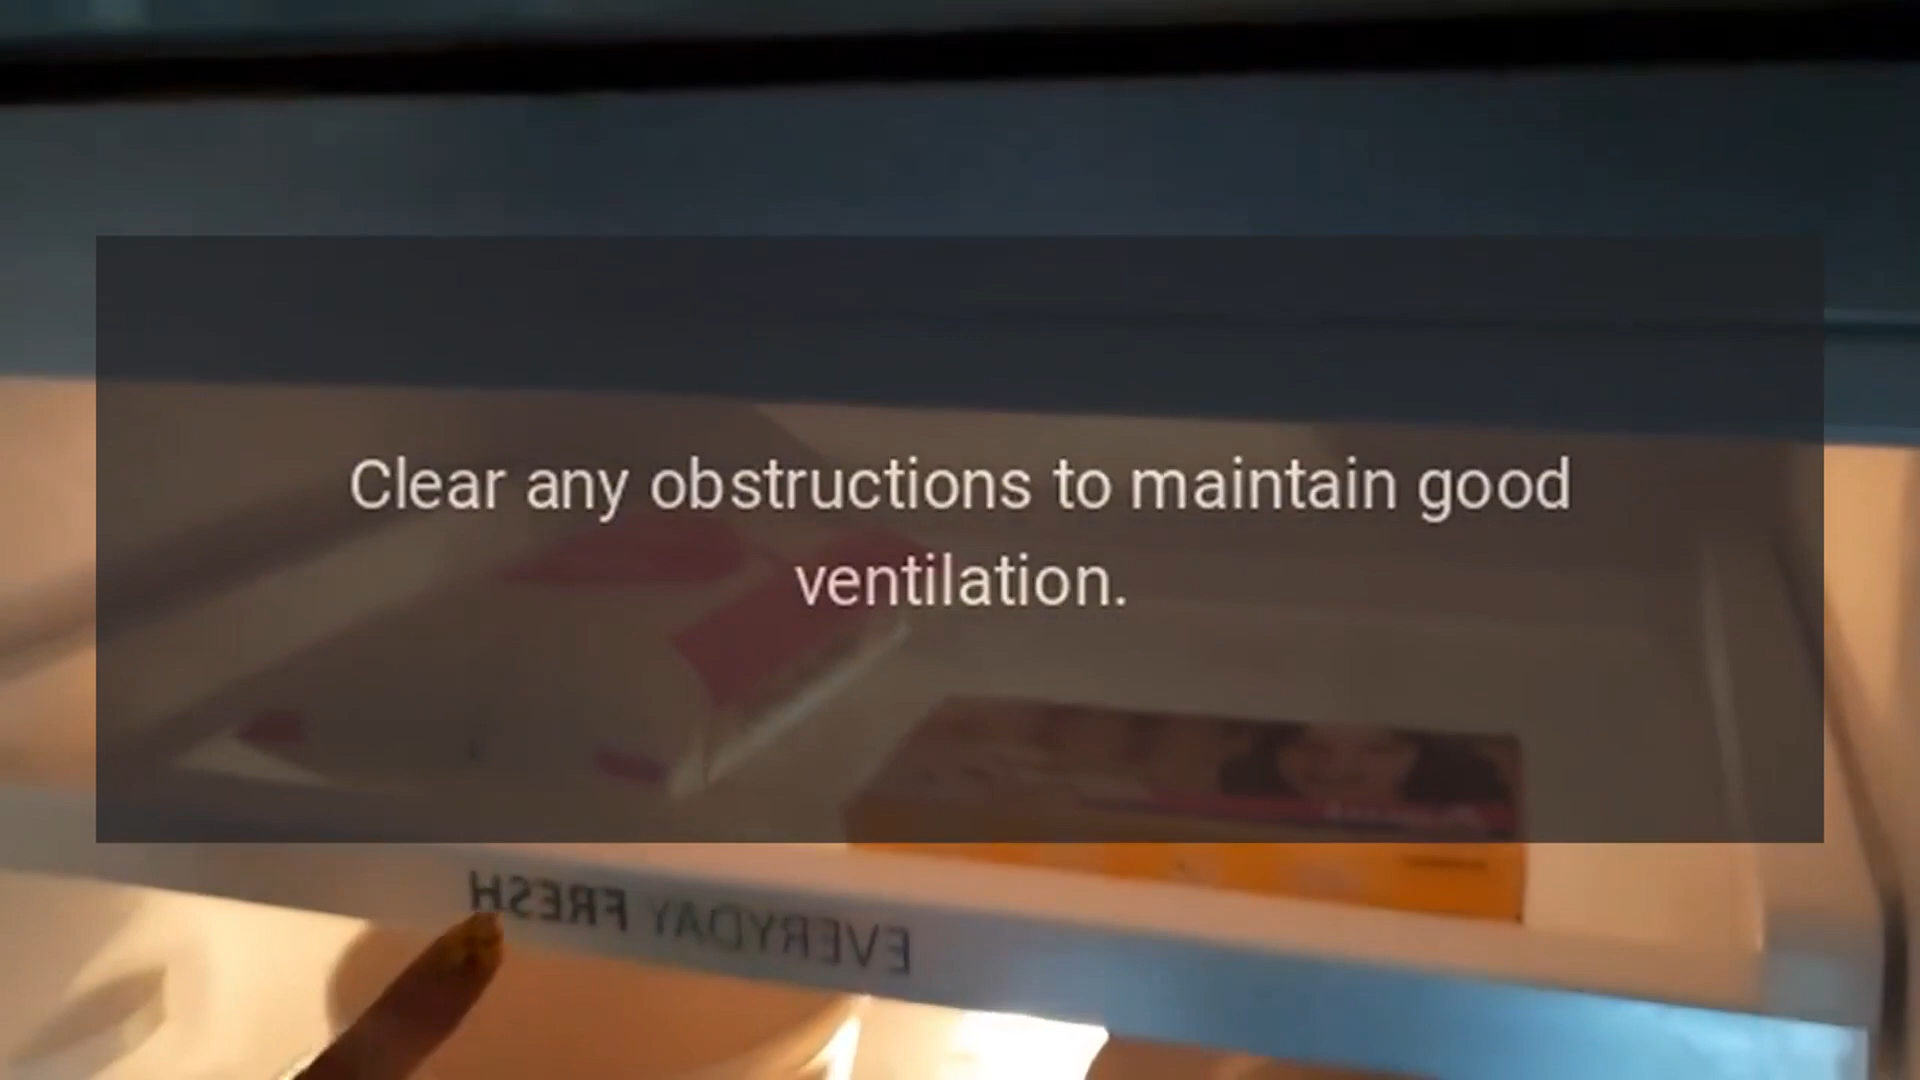 Clear any obstructions to maintain good
ventilation.
EVERYDAY FRESH